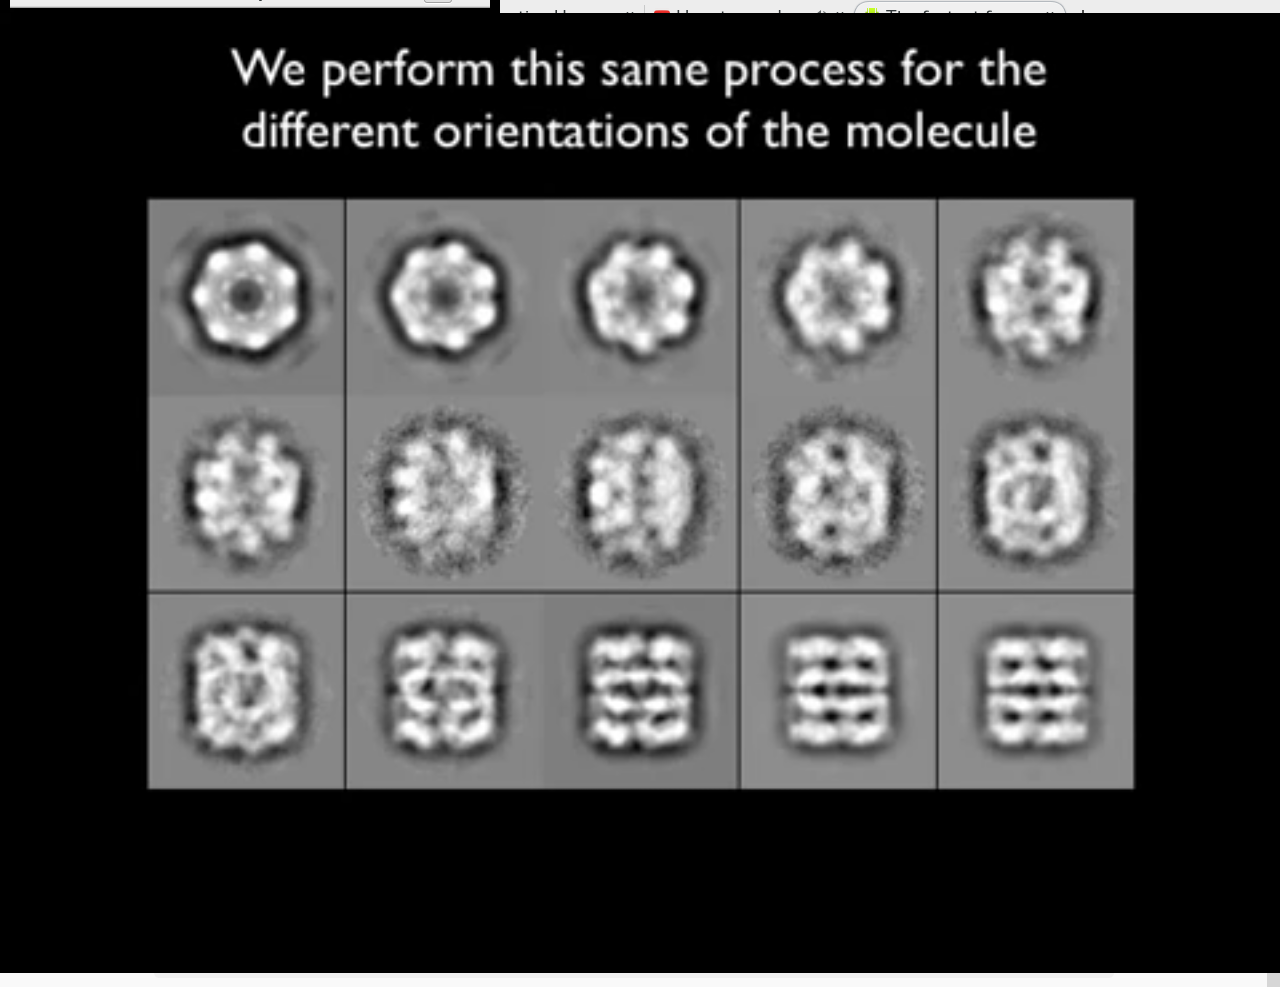 We perform this same process for the
different orientations of the molecule